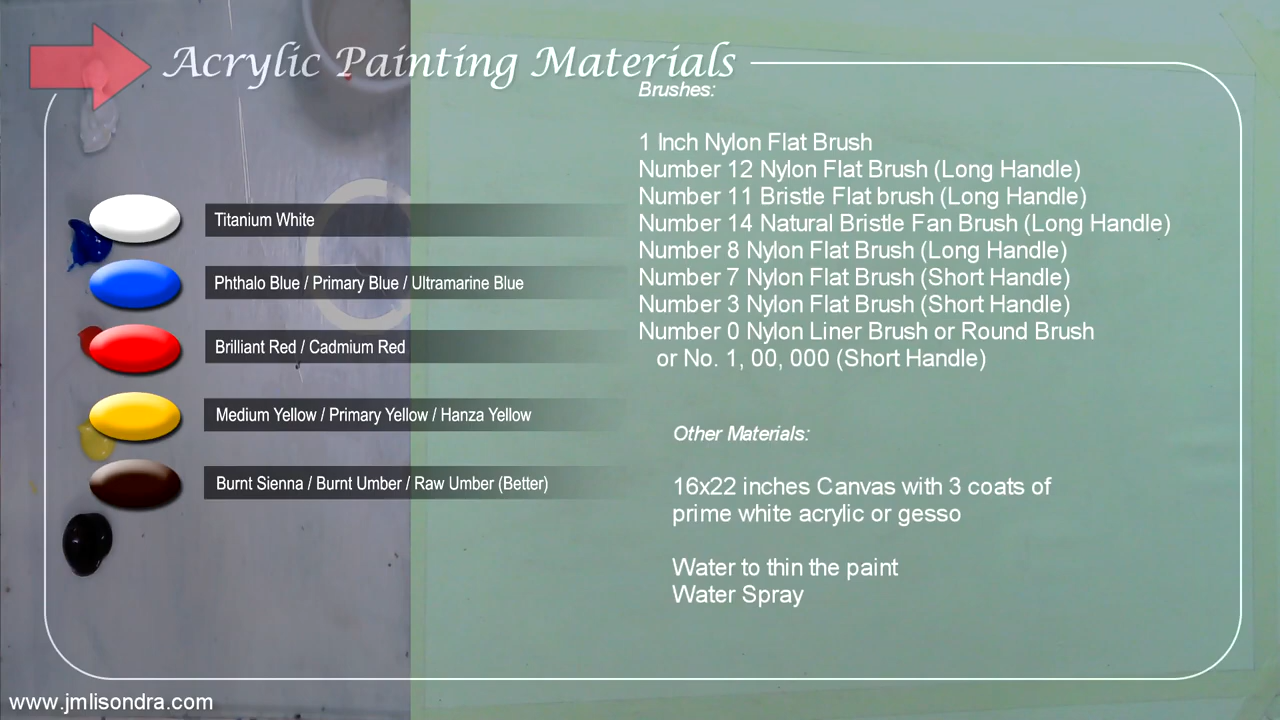 Acrylic Painting Materials
Titanium White
Phthalo Blue / Primary Blue / Ultramarine Blue
Brilliant Red / Cadmium Red
Medium Yellow / Primary Yellow / Hanza Yellow
Burnt Sienna / Burnt Umber / Raw Umber (Better)
Brushes:
1 Inch Nylon Flat Brush
Number 12 Nylon Flat Brush (Long Handle)
Number 11 Bristle Flat brush (Long Handle)
Number 14 Natural Bristle Fan Brush (Long Handle)
Number 8 Nylon Flat Brush (Long Handle)
Number 7 Nylon Flat Brush (Short Handle)
Number 3 Nylon Flat Brush (Short Handle)
Number 0 Nylon Liner Brush or Round Brush
or No. 1, 00, 000 (Short Handle)
Other Materials:
16x22 inches Canvas with 3 coats of
prime white acrylic or gesso
Water to thin the paint
Water Spray
www.jmlisondra.com